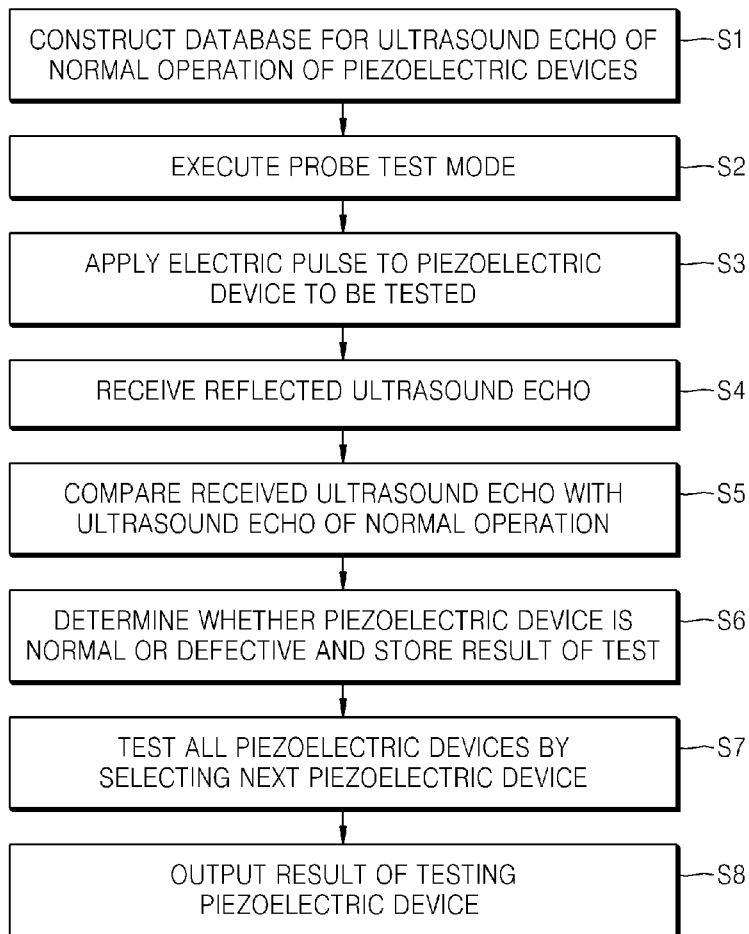 CONSTRUCT DATABASE FOR ULTRASOUND ECHO OF
NORMAL OPERATION OF PIEZOELECTRIC DEVICES
S1
EXECUTE PROBE TEST MODE
S2
APPLY ELECTRIC PULSE TO PIEZOELECTRIC
DEVICE TO BE TESTED
S3
RECEIVE REFLECTED ULTRASOUND ECHO
S4
COMPARE RECEIVED ULTRASOUND ECHO WITH
ULTRASOUND ECHO OF NORMAL OPERATION
S5
DETERMINE WHETHER PIEZOELECTRIC DEVICE IS
NORMAL OR DEFECTIVE AND STORE RESULT OF TEST
S6
TEST ALL PIEZOELECTRIC DEVICES BY
SELECTING NEXT PIEZOELECTRIC DEVICE
S7
OUTPUT RESULT OF TESTING
PIEZOELECTRIC DEVICE
S8